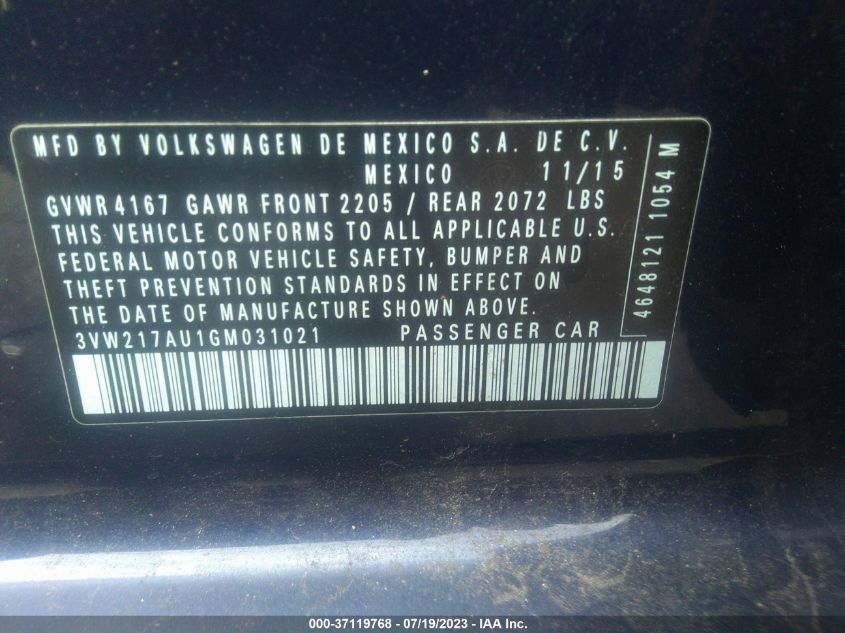 MFD BY VOLKSWAGEN DE MEXICO S.A. DE C.V.
MEXICO 11/15
GVWR 4167 GAWR FRONT 2205 / REAR 2072 LBS
THIS VEHICLE CONFORMS TO ALL APPLICABLE U.S.
FEDERAL MOTOR VEHICLE SAFETY, BUMPER AND
THEFT PREVENTION STANDARDS IN EFFECT ON
THE DATE OF MANUFACTURE SHOWN ABOVE.
3VW217AU1GM031021 PASSENGER CAR
4648121 1054 M
000-37119768 - 07/19/2023 - IAA Inc.